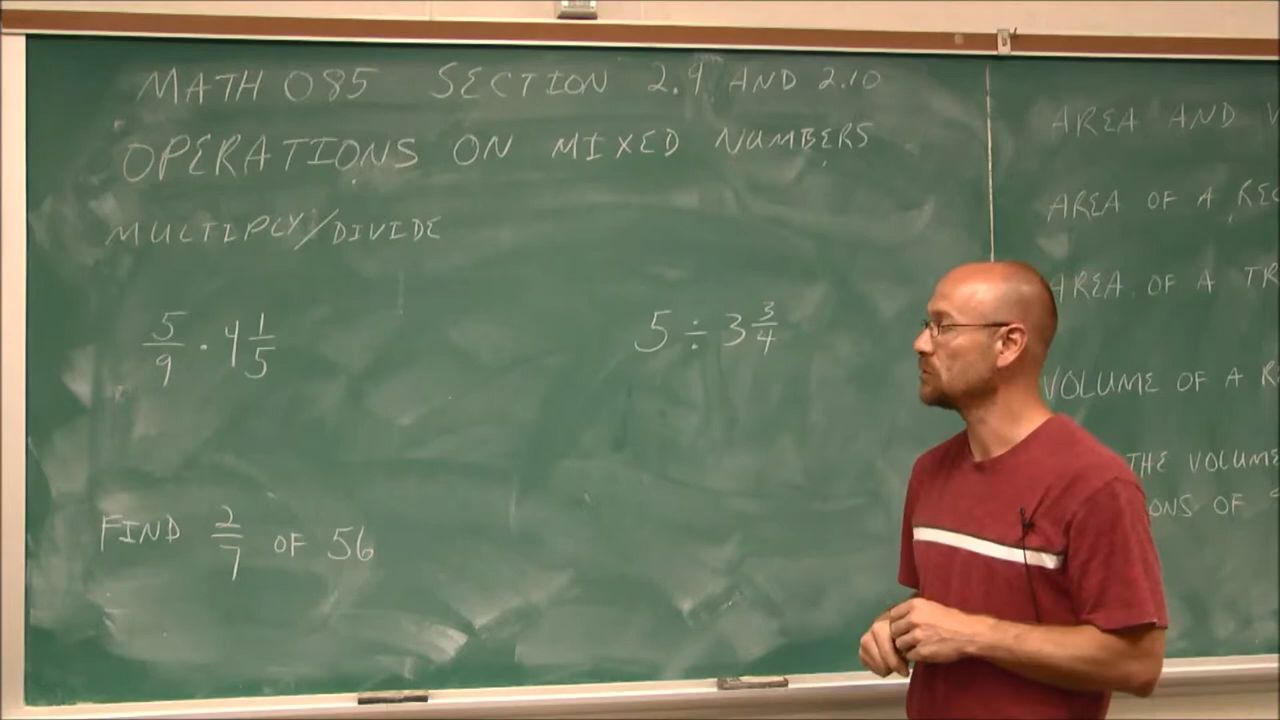 MATH 085 SECTION 2.9 AND 2.10
OPERATIONS ON MIXED NUMBERS
MULTIPLY/DIVIDE
5/9 · 4 1/5
5 ÷ 3 3/4
FIND 2/7 OF 56
AREA AND
AREA OF A
AREA OF A
VOLUME OF A
THE VOLUME
OF